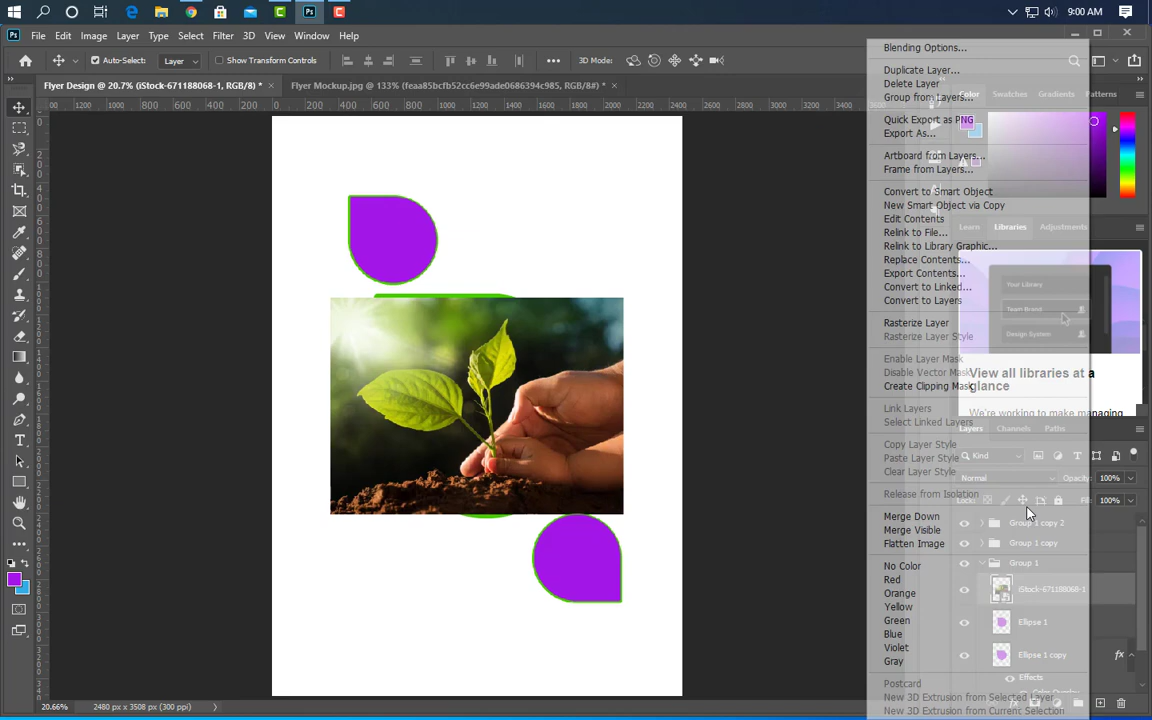 9:00 AM
Ps
File Edit Image Layer Type Select Filter 3D View Window Help
Auto-Select: Layer Show Transform Controls 3D Mode:
Flyer Design @ 20.7% (iStock-671188068-1, RGB/8) * ×
Flyer Mockup.jpg @ 133% (feaa85bcfb52cc6e99ade0684394c985, RGB/8#) * ×
Blending Options...
Duplicate Layer...
Delete Layer
Group from Layers...
Quick Export as PNG
Export As...
Artboard from Layers...
Frame from Layers...
Convert to Smart Object
New Smart Object via Copy
Edit Contents
Relink to File...
Relink to Library Graphic...
Replace Contents...
Export Contents...
Convert to Linked...
Convert to Layers
Rasterize Layer
Rasterize Layer Style
Enable Layer Mask
Disable Vector Mask
Create Clipping Mask
Link Layers
Select Linked Layers
Copy Layer Style
Paste Layer Style
Clear Layer Style
Release from Isolation
Merge Down
Merge Visible
Flatten Image
No Color
Red
Orange
Yellow
Green
Blue
Violet
Gray
Postcard
New 3D Extrusion from Selected Layer
New 3D Extrusion from Current Selection
Color Swatches Gradients Patterns
Learn Libraries Adjustments
Your Library
Team Brand
Design System
View all libraries at a
glance
We're working to make managing
Layers Channels Paths
Kind
Normal Opacity: 100%
Lock: Fill: 100%
Group 1 copy 2
Group 1 copy
Group 1
iStock-671188068-1
Ellipse 1
Ellipse 1 copy fx
Effects
Color Overlay
20.66% 2480 px x 3508 px (300 ppi)